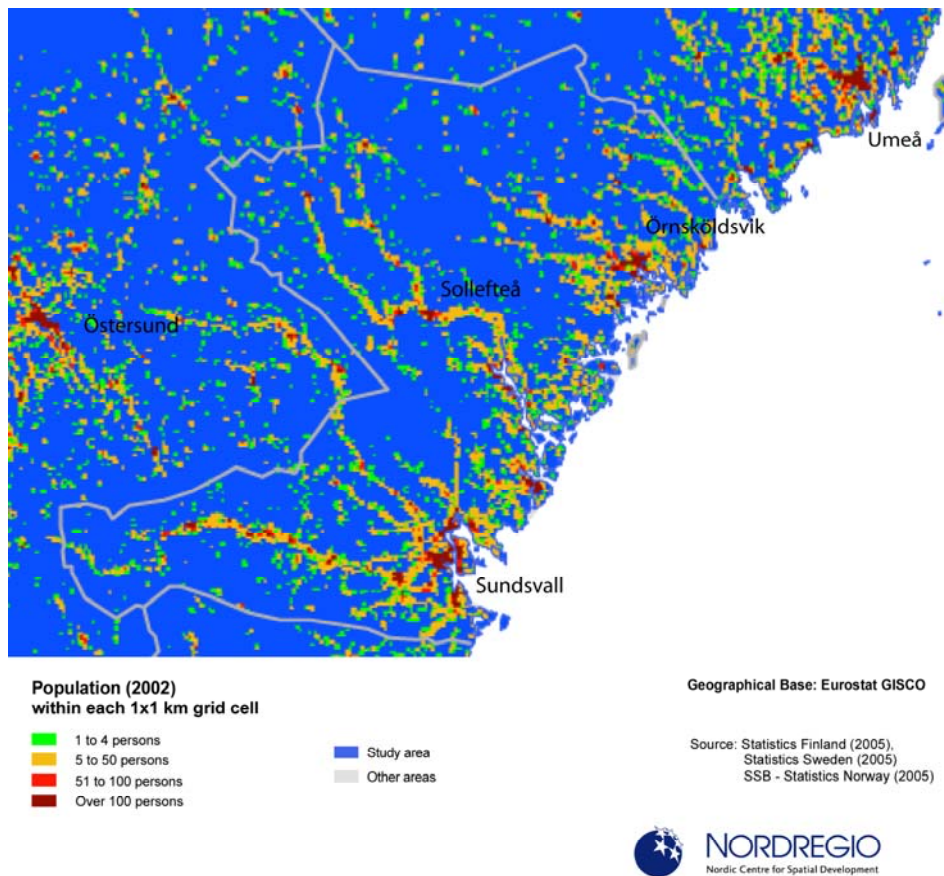 Umeå
Örnsköldsvik
Sollefteå
Östersund
Sundsvall
Population (2002)
within each 1x1 km grid cell
1 to 4 persons
5 to 50 persons
51 to 100 persons
Over 100 persons
Study area
Other areas
Geographical Base: Eurostat GISCO
Source: Statistics Finland (2005),
Statistics Sweden (2005)
SSB - Statistics Norway (2005)
NORDREGIO
Nordic Centre for Spatial Development